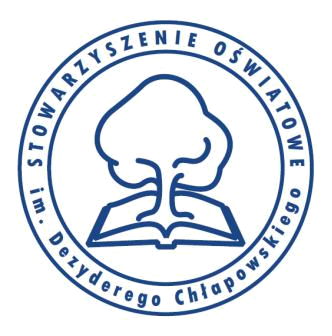 STOWARZYSZENIE OŚWIATOWE
im. Dezyderego Chłapowskiego